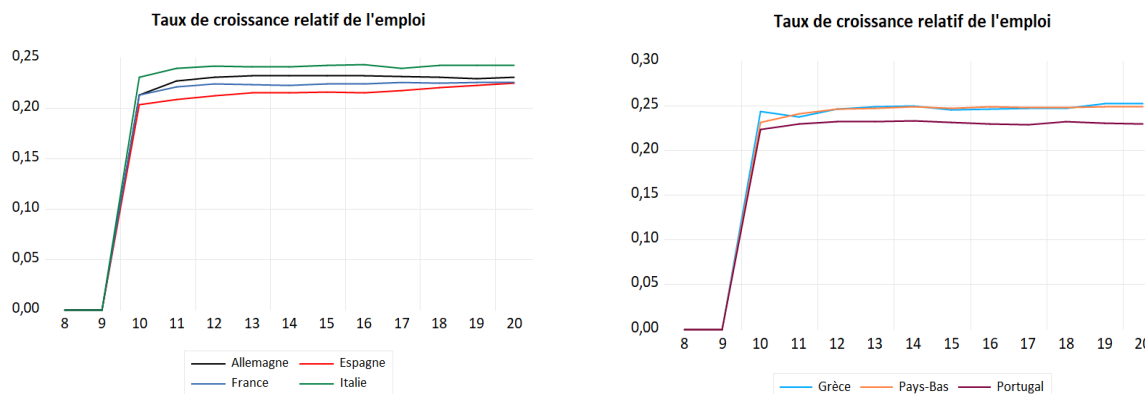 Taux de croissance relatif de l'emploi
0,25
0,20
0,15
0,10
0,05
0,00
8 9 10 11 12 13 14 15 16 17 18 19 20
Allemagne Espagne
France Italie
Taux de croissance relatif de l'emploi
0,30
0,25
0,20
0,15
0,10
0,05
0,00
8 9 10 11 12 13 14 15 16 17 18 19 20
Grèce Pays-Bas Portugal